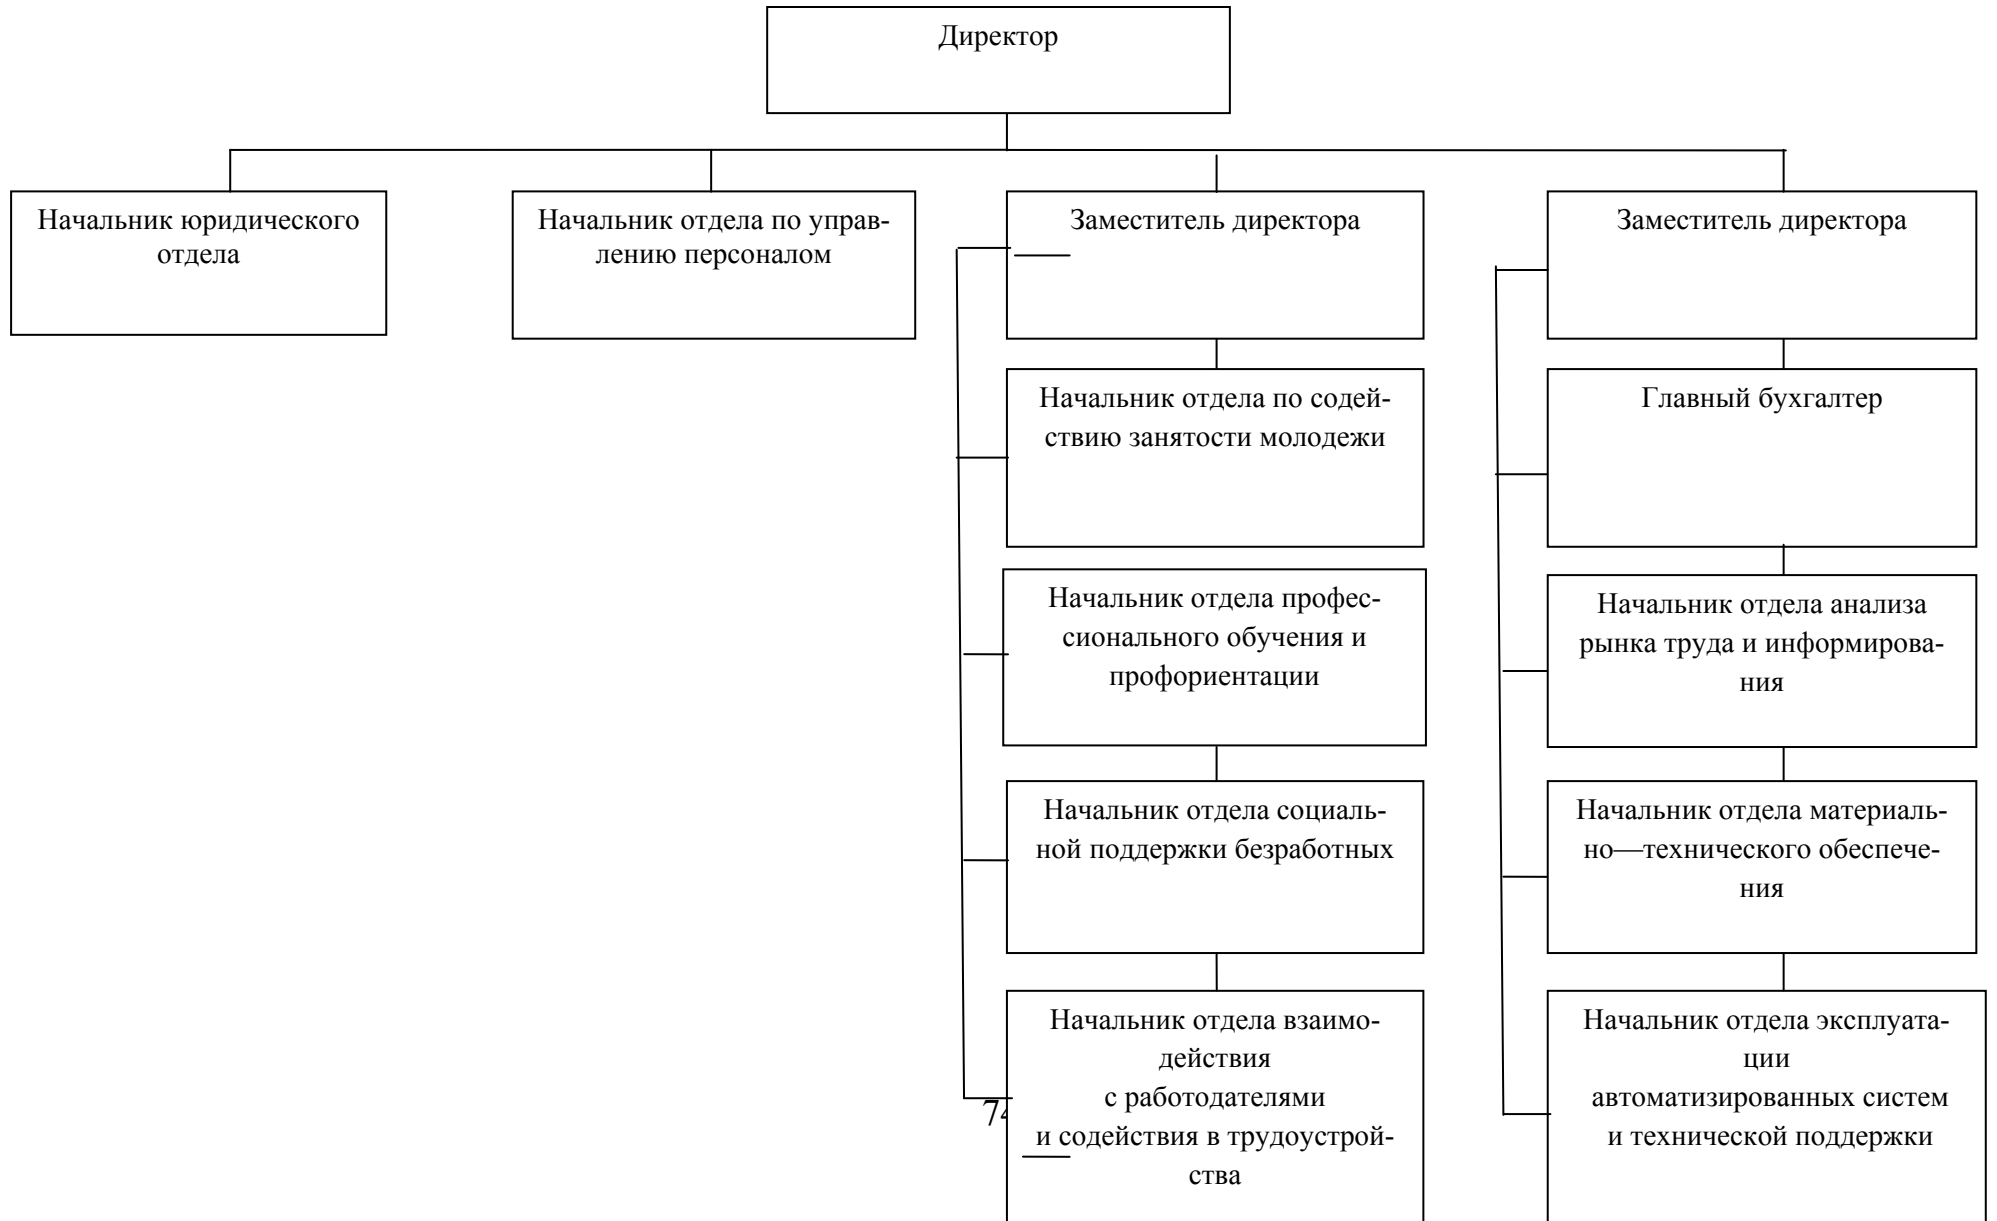 Директор
Начальник юридического
отдела
Начальник отдела по управ-
лению персоналом
Заместитель директора
Заместитель директора
Начальник отдела по содей-
ствию занятости молодежи
Главный бухгалтер
Начальник отдела профес-
сионального обучения и
профориентации
Начальник отдела анализа
рынка труда и информирова-
ния
Начальник отдела социаль-
ной поддержки безработных
Начальник отдела материаль-
но—технического обеспече-
ния
Начальник отдела взаимо-
действия
с работодателями
и содействия в трудоустрой-
ства
Начальник отдела эксплуата-
ции
автоматизированных систем
и технической поддержки